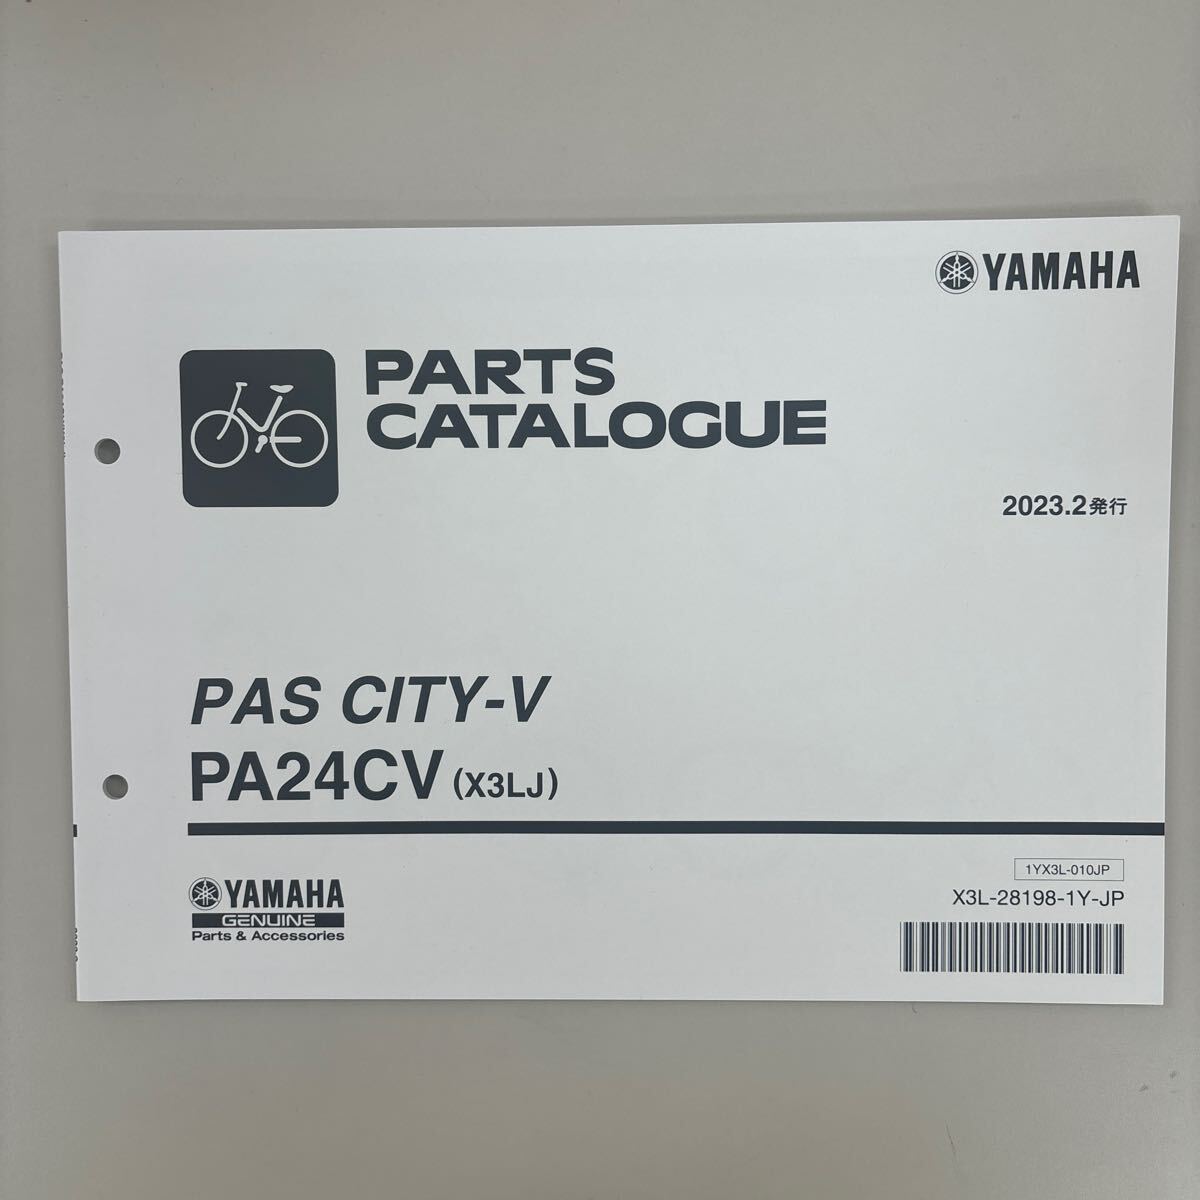 YAMAHA
PARTS
CATALOGUE
2023.2発行
PAS CITY-V
PA24CV (X3LJ)
1YX3L-010JP
X3L-28198-1Y-JP
YAMAHA
GENUINE
Parts & Accessories